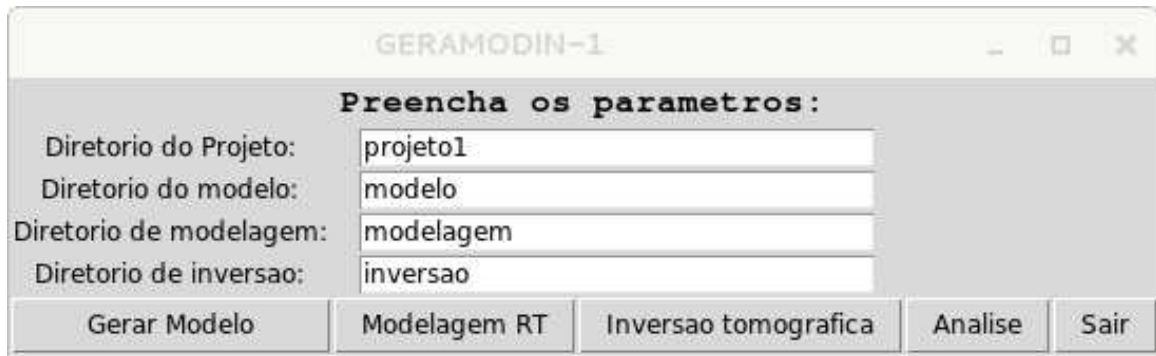 GERAMODIN-1
Preencha os parametros:
Diretorio do Projeto: projeto1
Diretorio do modelo: modelo
Diretorio de modelagem: modelagem
Diretorio de inversao: inversao
Gerar Modelo Modelagem RT Inversao tomografica Analise Sair